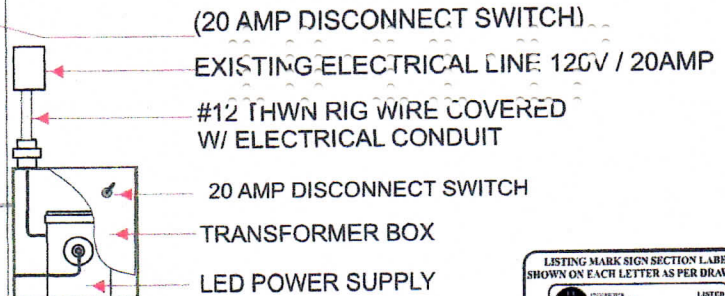 (20 AMP DISCONNECT SWITCH)
EXISTING ELECTRICAL LINE 120V / 20AMP
#12 THWN RIG WIRE COVERED
W/ ELECTRICAL CONDUIT
20 AMP DISCONNECT SWITCH
TRANSFORMER BOX
LED POWER SUPPLY
LISTING MARK SIGN SECTION LABE
SHOWN ON EACH LETTER AS PER DRAW
LISTED